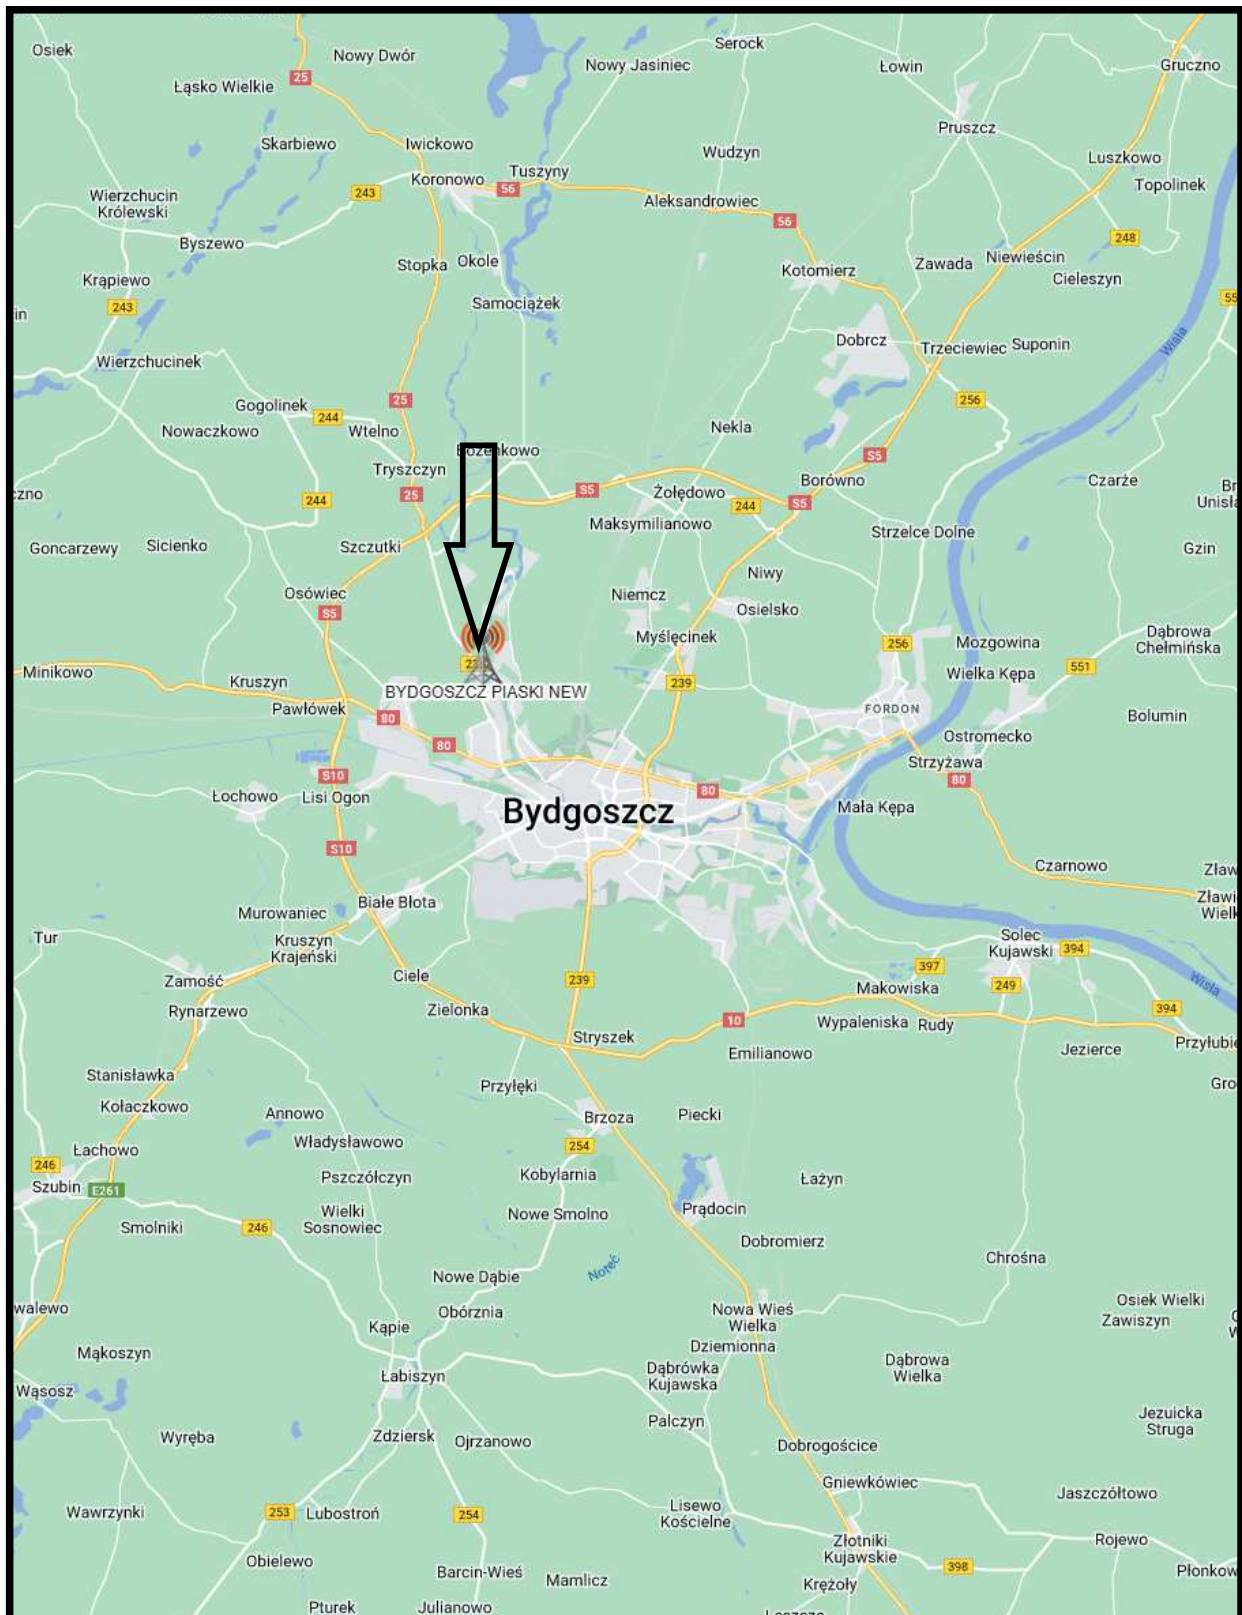 Serock
Osiek
Nowy Dwór
Nowy Jasiniec
Łowin
Gruczno
25
Łąsko Wielkie
Pruszcz
Skarbiewo
Iwickowo
Wudzyn
Luszkowo
Koronowo
Tuszyny
56
Topolinek
Wierzchucin
Królewski
243
Aleksandrowiec
56
Byszewo
248
Stopka
Okole
Kotomierz
Zawada
Niewieścin
Cieleszyn
Krąpiewo
243
Samociążek
in
55
Wisła
Dobrcz
Trzeciewiec
Suponin
Wierzchucinek
25
256
Gogolinek
244
Nowaczkowo
Wtelno
Nekla
S5
Tryszczyn
Borówno
Czarże
25
S5
Żołędowo
244
S5
czno
244
Maksymilianowo
Strzelce Dolne
Goncarzewy
Sicienko
Szczutki
Gzin
Niwy
Osówiec
S5
Niemcz
Osielsko
Myślęcinek
256
Mozgowina
Dąbrowa
Chełmińska
Minikowo
Kruszyn
239
Wielka Kępa
551
BYDGOSZCZ PIASKI NEW
Pawłówek
80
FORDON
Bolumin
80
Ostromecko
Strzyżawa
80
S10
Łochowo
Lisi Ogon
80
Bydgoszcz
Mała Kępa
S10
Czarnowo
Zław
Białe Błota
Zławi
Wielk
Murowaniec
Tur
Kruszyn
Krajeński
Solec
Kujawski
394
Zamość
Ciele
239
397
249
Makowiska
Wisła
Rynarzewo
Zielonka
10
Wypaleniska
Rudy
394
Stryszek
Emilianowo
Jezierce
Przyłubie
Stanisławka
Przyłęki
Gro
Kołaczkowo
Annowo
Brzoza
Piecki
Władysławowo
254
Łachowo
246
Szubin
E261
Pszczółczyn
Kobylarnia
Łażyn
Wielki
Sosnowiec
Nowe Smolno
Prądocin
Smolniki
246
Dobromierz
Noteć
Chrośna
Nowe Dąbie
walewo
Obórznia
Nowa Wieś
Wielka
Osiek Wielki
Zawiszyn
Kąpie
Dziemionna
Mąkoszyn
Dąbrówka
Kujawska
Dąbrowa
Wielka
Łabiszyn
Wąsosz
Palczyn
Jezuicka
Struga
Wyręba
Zdziersk
Ojrzanowo
Dobrogościce
Gniewkówiec
Jaszczółtowo
Wawrzynki
253
Lubostroń
254
Lisewo
Kościelne
Złotniki
Kujawskie
Rojewo
Obielewo
Barcin-Wieś
Mamlicz
398
Płonkow
Krężoły
Pturek
Julianowo